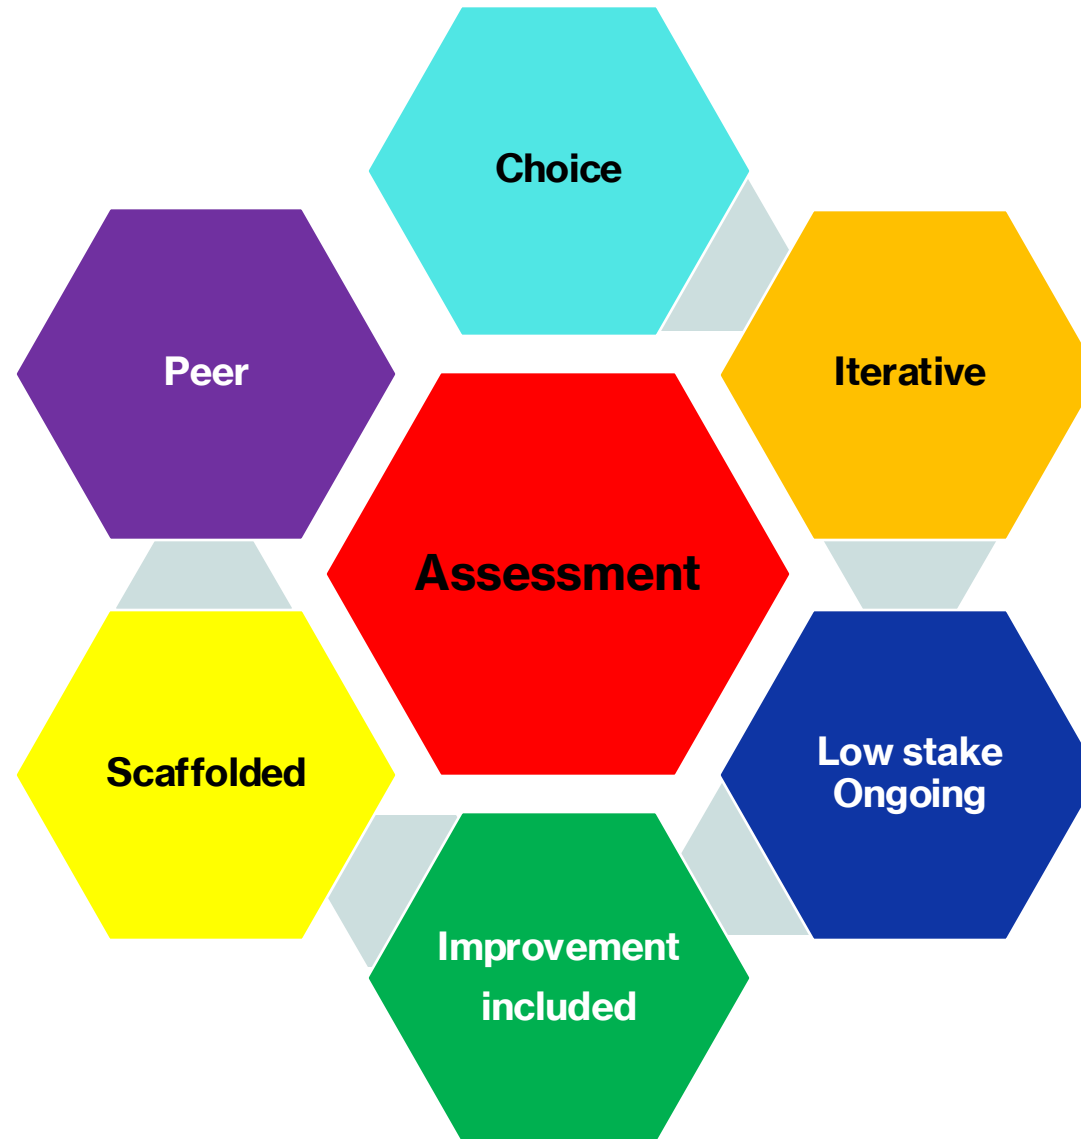 Choice
Peer
Iterative
Assessment
Scaffolded
Low stake
Ongoing
Improvement
included